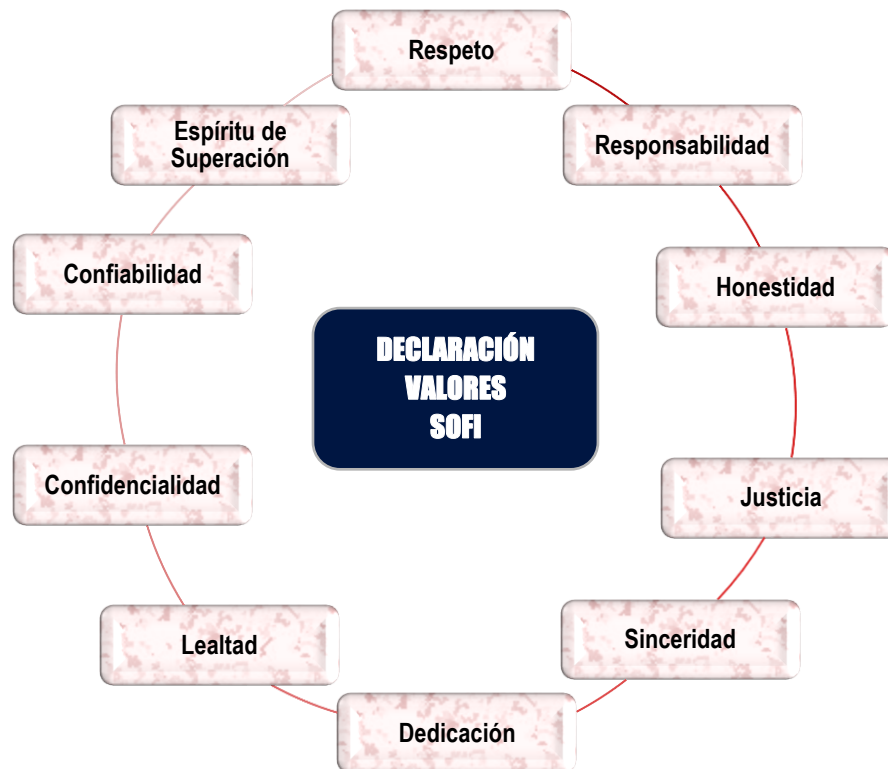 Respeto
Responsabilidad
Honestidad
Justicia
Sinceridad
Dedicación
Lealtad
Confidencialidad
Confiabilidad
Espíritu de
Superación
DECLARACIÓN
VALORES
SOFI